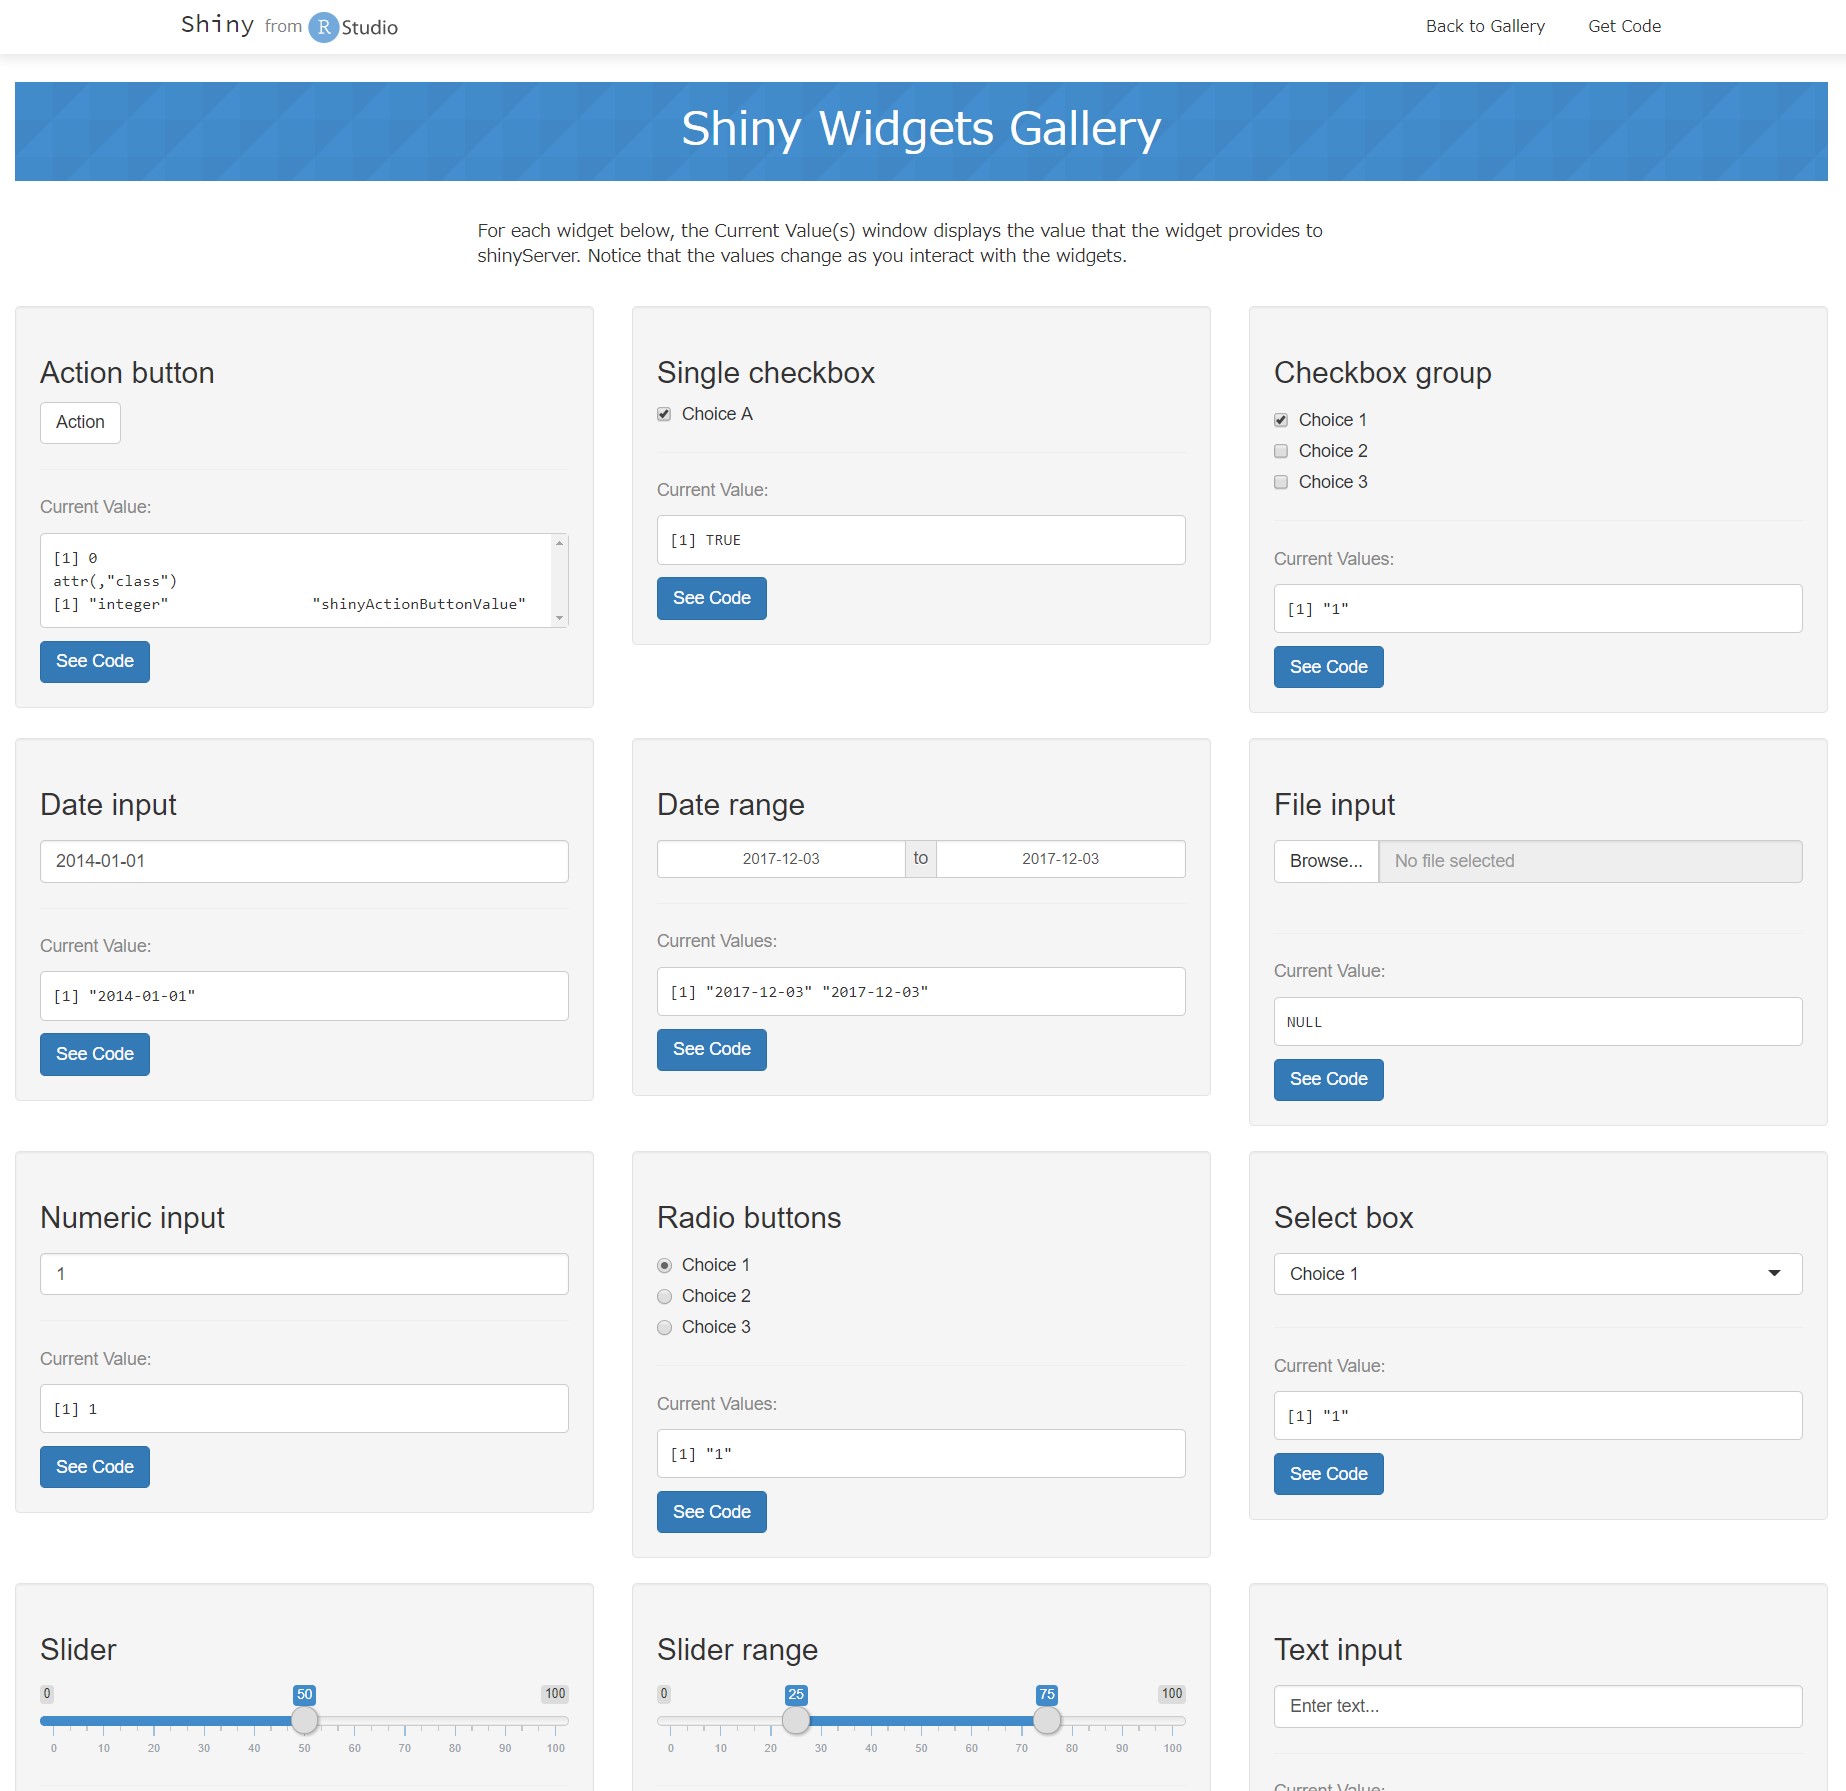 Shiny from R Studio
Back to Gallery
Get Code
Shiny Widgets Gallery
For each widget below, the Current Value(s) window displays the value that the widget provides to
shinyServer. Notice that the values change as you interact with the widgets.
Action button
Action
Current Value:
[1] 0
attr(,"class")
[1] "integer" "shinyActionButtonValue"
See Code
Single checkbox
Choice A
Current Value:
[1] TRUE
See Code
Checkbox group
Choice 1
Choice 2
Choice 3
Current Values:
[1] "1"
See Code
Date input
2014-01-01
Current Value:
[1] "2014-01-01"
See Code
Date range
2017-12-03 to 2017-12-03
Current Values:
[1] "2017-12-03" "2017-12-03"
See Code
File input
Browse... No file selected
Current Value:
NULL
See Code
Numeric input
1
Current Value:
[1] 1
See Code
Radio buttons
Choice 1
Choice 2
Choice 3
Current Values:
[1] "1"
See Code
Select box
Choice 1
Current Value:
[1] "1"
See Code
Slider
0 50 100
0 10 20 30 40 50 60 70 80 90 100
Slider range
0 25 75 100
0 10 20 30 40 50 60 70 80 90 100
Text input
Enter text...
Current Value: